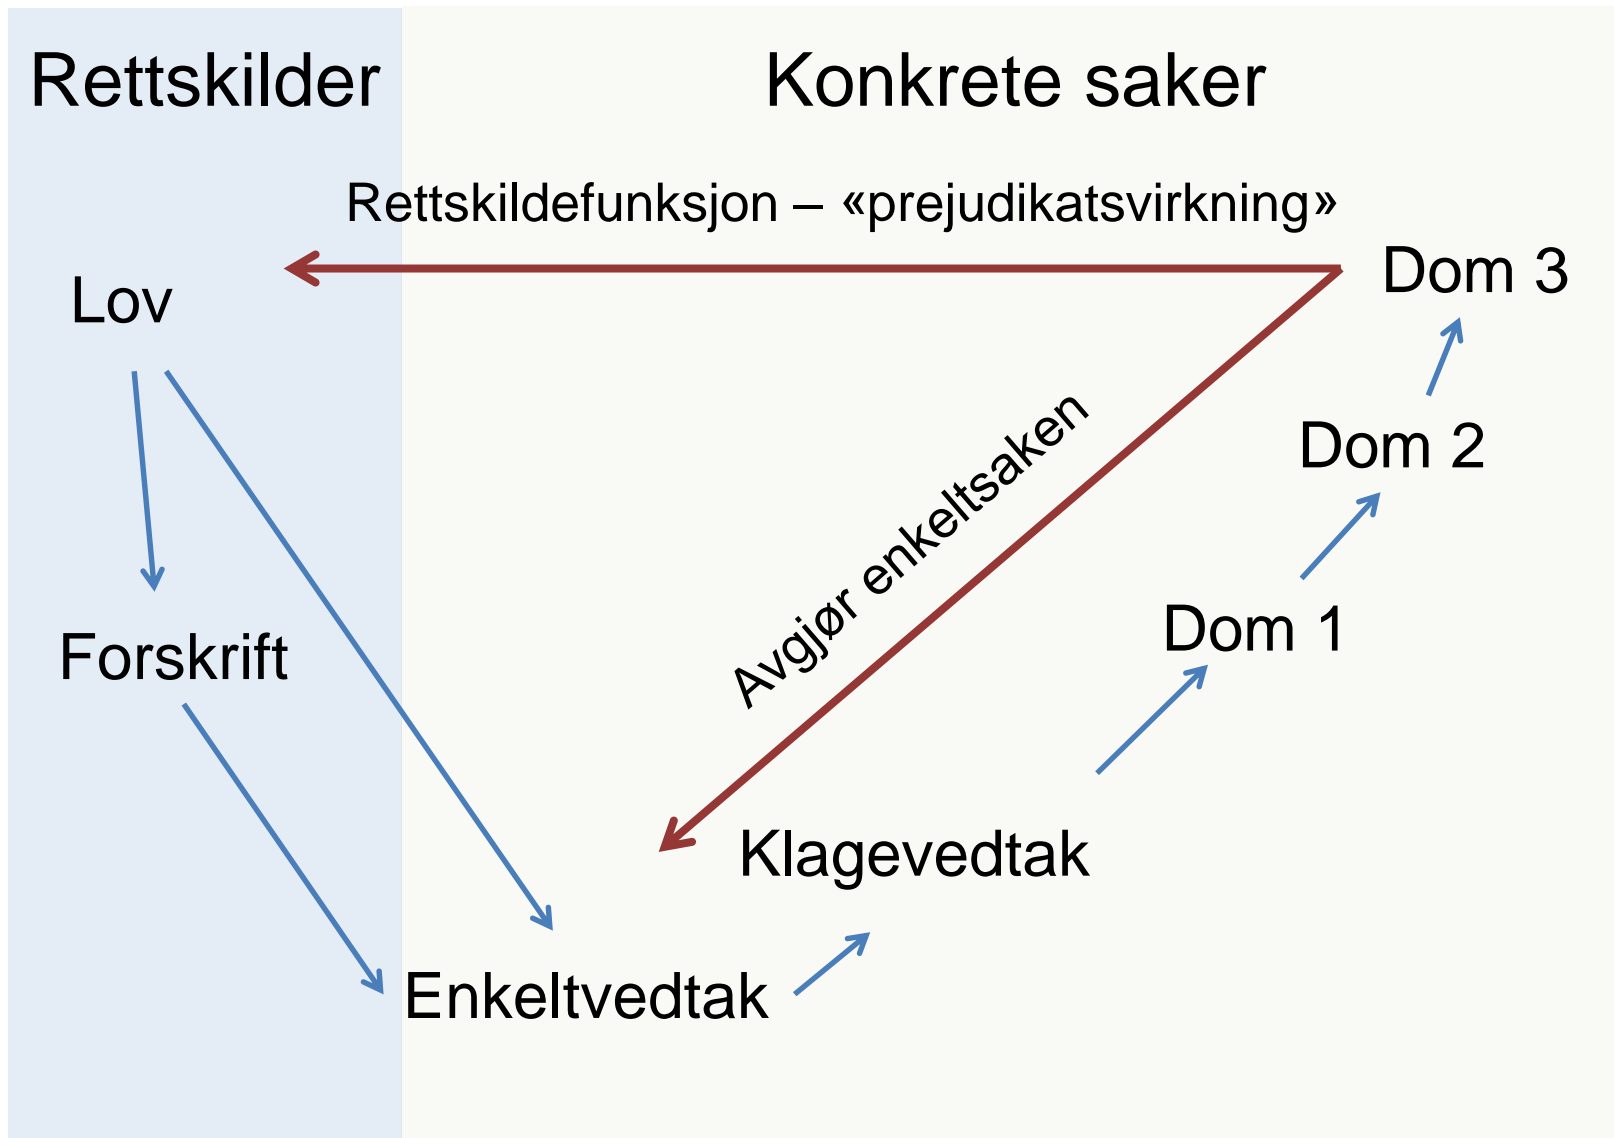 Rettskilder
Konkrete saker
Rettskildefunksjon – «prejudikatsvirkning»
Lov
Dom 3
Avgjør enkeltsaken
Dom 2
Dom 1
Forskrift
Klagevedtak
Enkeltvedtak